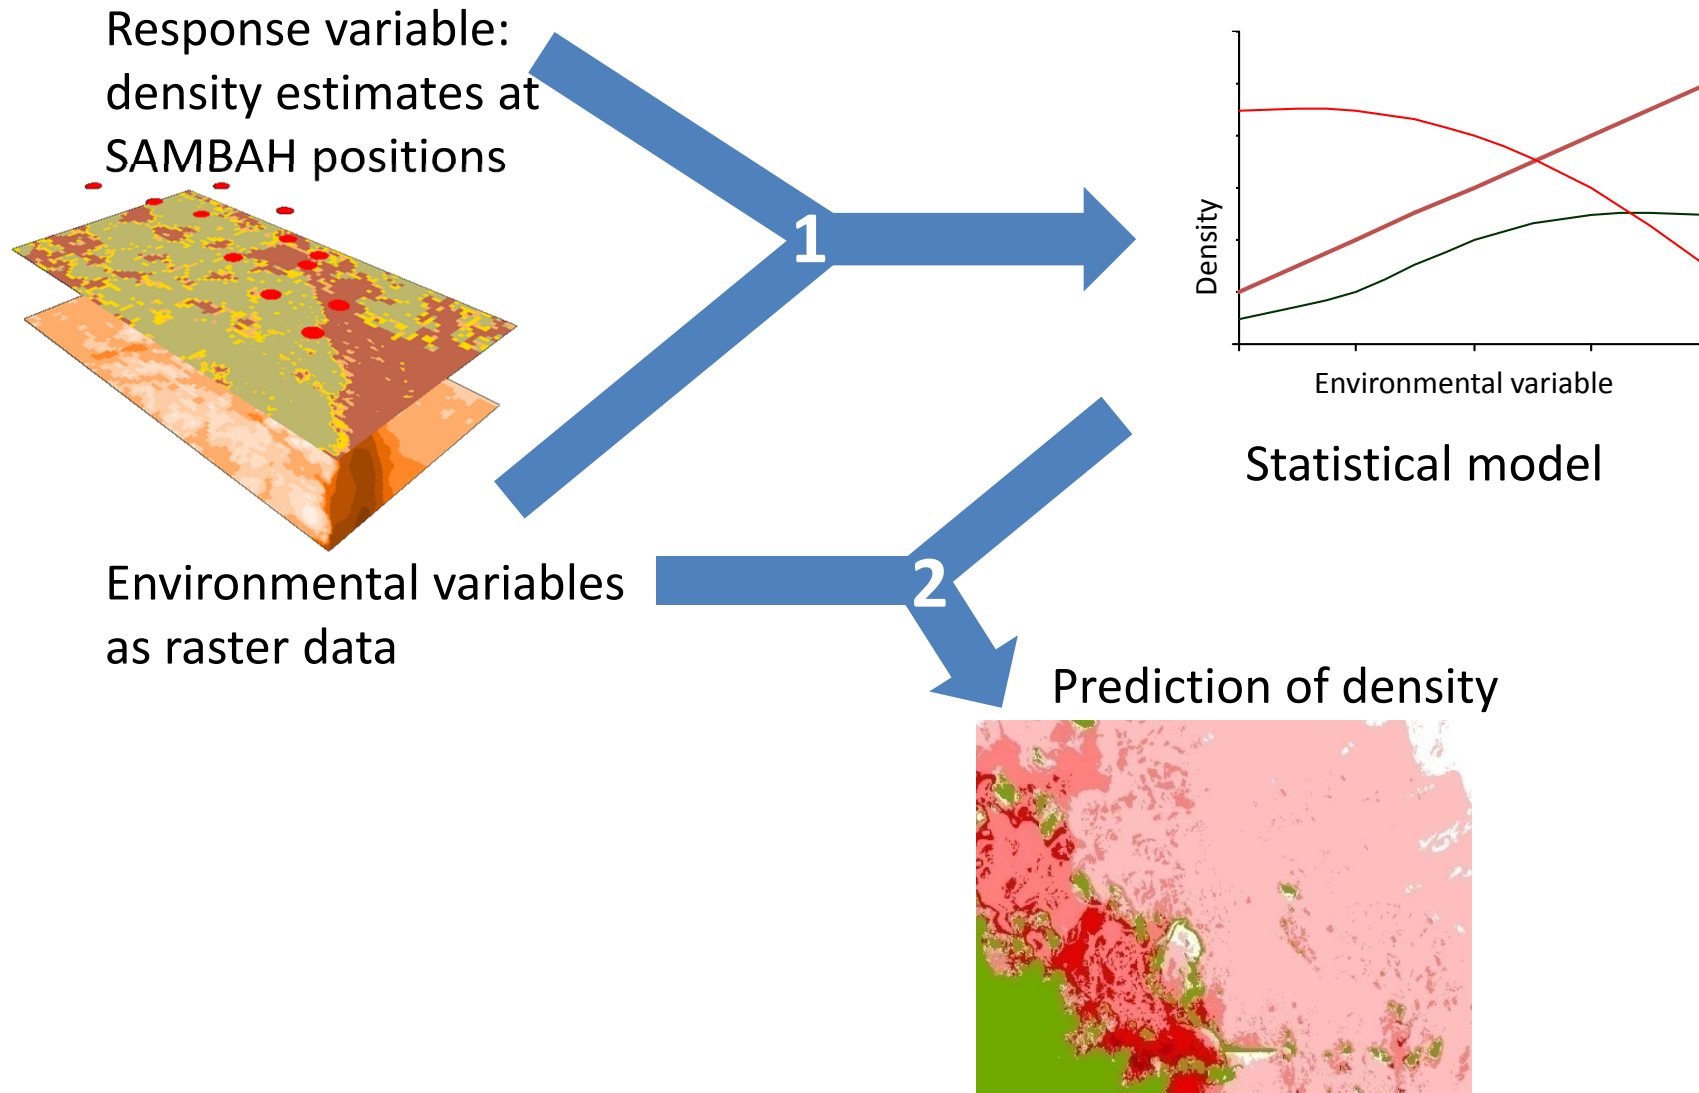 Response variable:
density estimates at
SAMBAH positions
1
Density
Environmental variable
Statistical model
Environmental variables
as raster data
2
Prediction of density